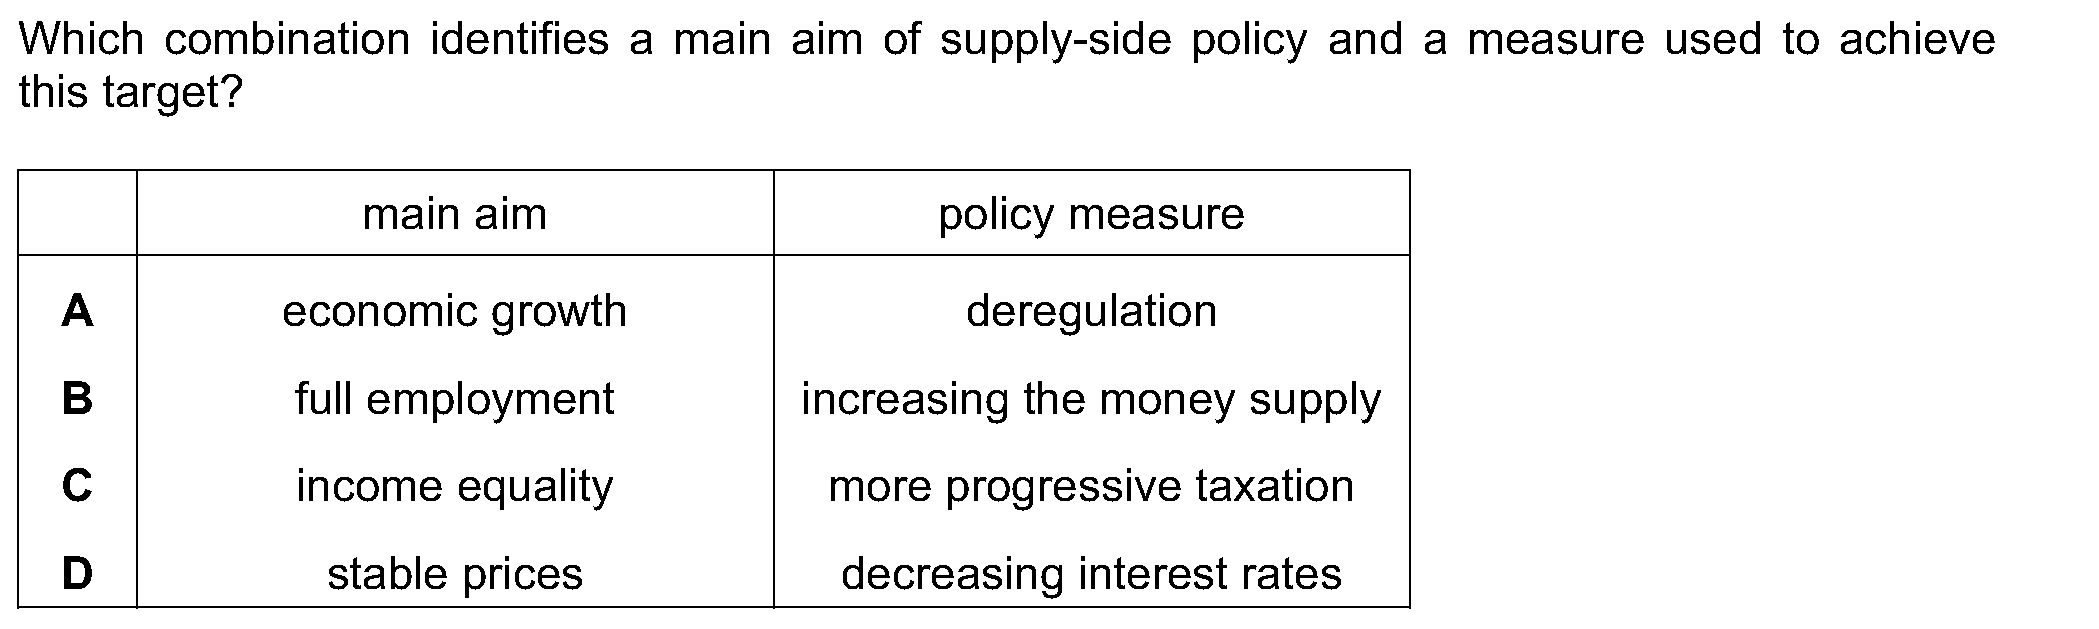 Which combination identifies a main aim of supply-side policy and a measure used to achieve
this target?
main aim policy measure
A economic growth deregulation
B full employment increasing the money supply
C income equality more progressive taxation
D stable prices decreasing interest rates